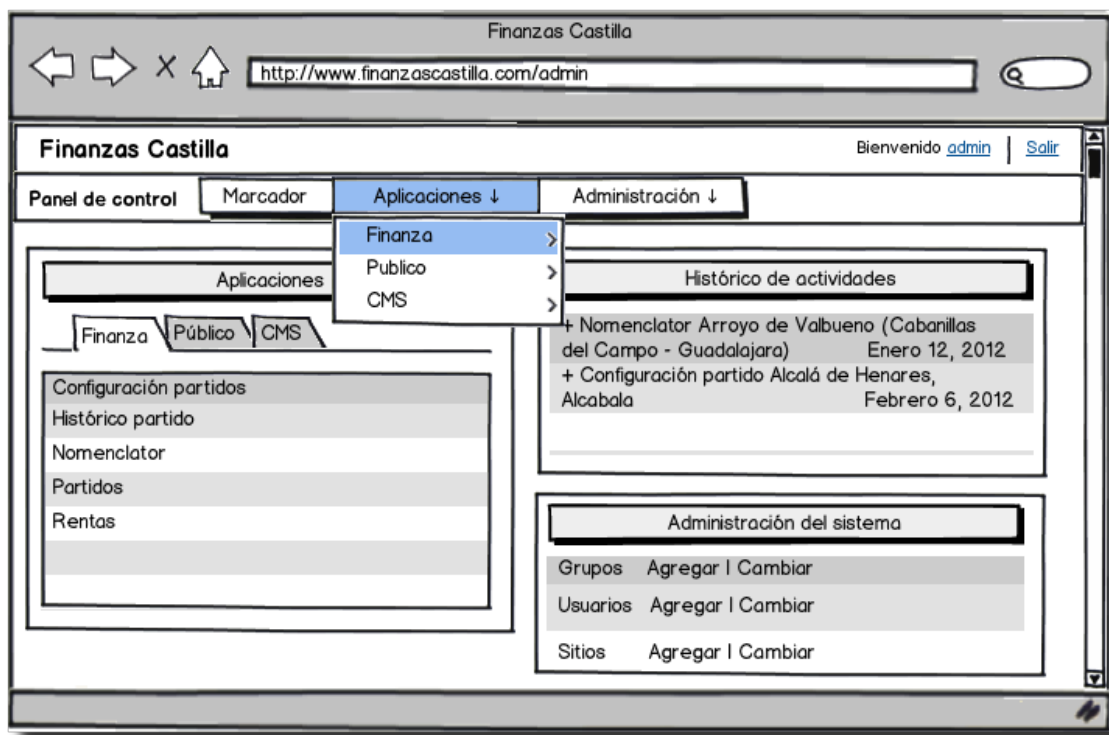 Finanzas Castilla
http://www.finanzascastilla.com/admin
Finanzas Castilla
Bienvenido admin | Salir
Panel de control
Marcador
Aplicaciones ↓
Administración ↓
Finanza
Publico
CMS
Aplicaciones
Finanza
Público
CMS
Configuración partidos
Histórico partido
Nomenclator
Partidos
Rentas
Histórico de actividades
+ Nomenclator Arroyo de Valbueno (Cabanillas
del Campo - Guadalajara) Enero 12, 2012
+ Configuración partido Alcalá de Henares,
Alcabala Febrero 6, 2012
Administración del sistema
Grupos Agregar | Cambiar
Usuarios Agregar | Cambiar
Sitios Agregar | Cambiar